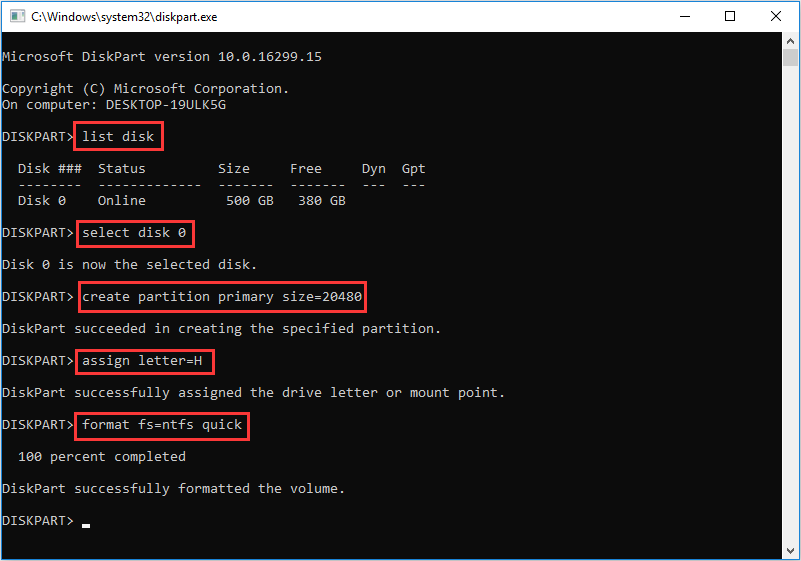 C:\Windows\system32\diskpart.exe
Microsoft DiskPart version 10.0.16299.15
Copyright (C) Microsoft Corporation.
On computer: DESKTOP-19ULK5G
DISKPART> list disk
Disk ### Status Size Free Dyn Gpt
-------- ------------- ------- ------- --- ---
Disk 0 Online 500 GB 380 GB
DISKPART> select disk 0
Disk 0 is now the selected disk.
DISKPART> create partition primary size=20480
DiskPart succeeded in creating the specified partition.
DISKPART> assign letter=H
DiskPart successfully assigned the drive letter or mount point.
DISKPART> format fs=ntfs quick
100 percent completed
DiskPart successfully formatted the volume.
DISKPART>